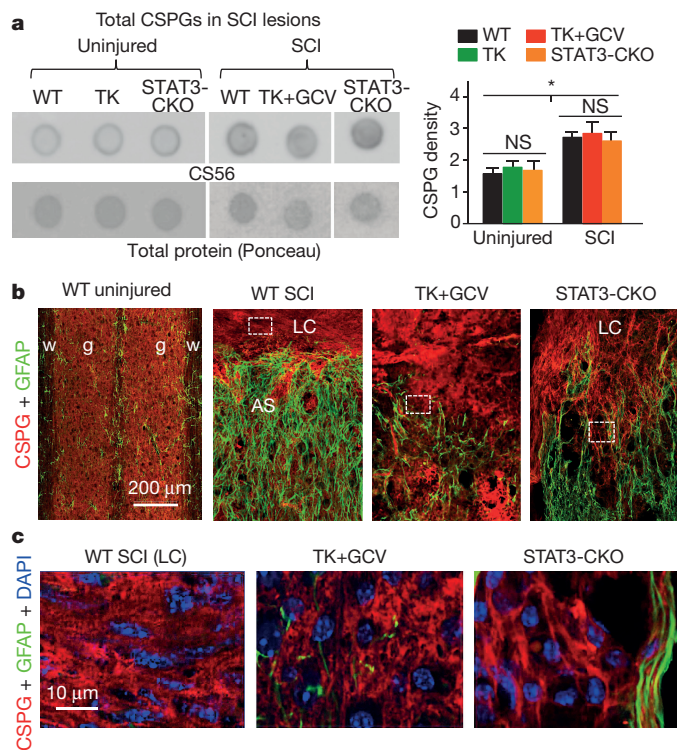 a
Total CSPGs in SCI lesions
Uninjured
SCI
WT
TK
STAT3-
CKO
WT
TK+GCV
STAT3-
CKO
CS56
Total protein (Ponceau)
WT
TK+GCV
TK
STAT3-CKO
CSPG density
4
3
2
1
0
*
NS
NS
Uninjured
SCI
b
WT uninjured
WT SCI
TK+GCV
STAT3-CKO
CSPG + GFAP
w
g
g
w
200 µm
LC
AS
LC
c
WT SCI (LC)
TK+GCV
STAT3-CKO
CSPG + GFAP + DAPI
10 µm